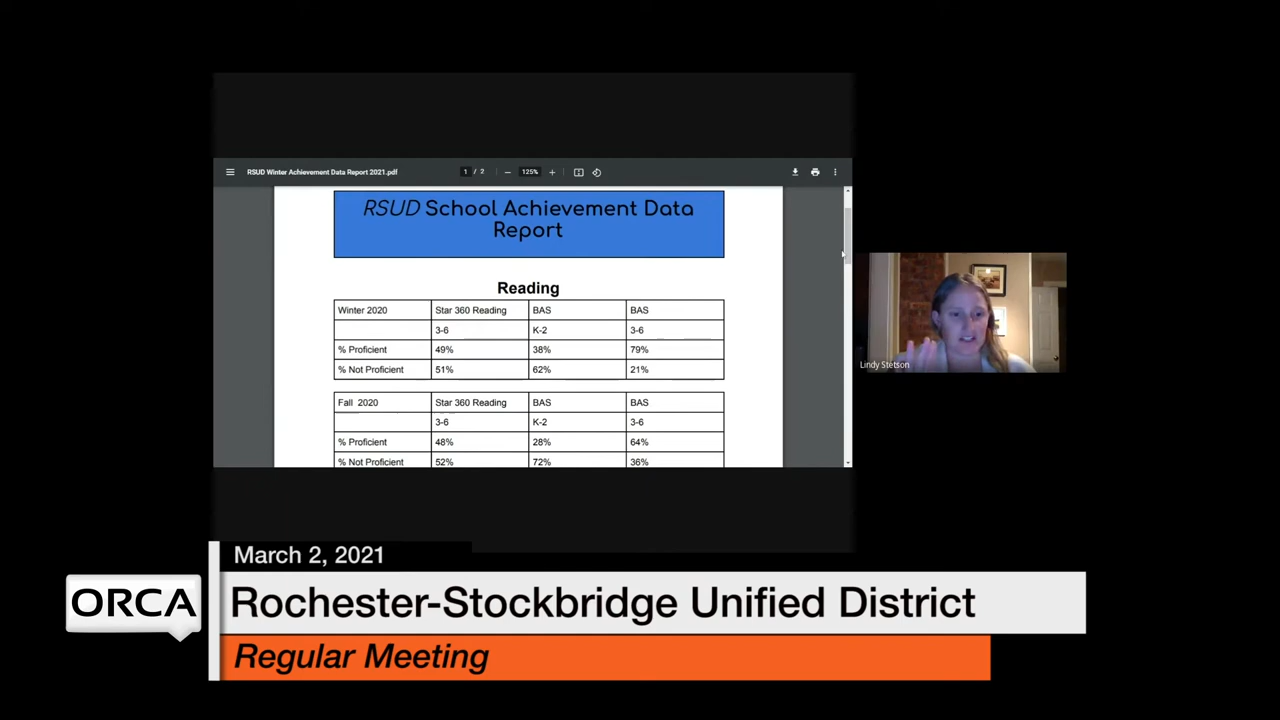 RSUD Winter Achievement Data Report 2021.pdf
1 / 2
125%
RSUD School Achievement Data
Report
Reading
Winter 2020 Star 360 Reading BAS BAS
3-6 K-2 3-6
% Proficient 49% 38% 79%
% Not Proficient 51% 62% 21%
Fall 2020 Star 360 Reading BAS BAS
3-6 K-2 3-6
% Proficient 48% 28% 64%
% Not Proficient 52% 72% 36%
Lindy Stetson
March 2, 2021
ORCA
Rochester-Stockbridge Unified District
Regular Meeting